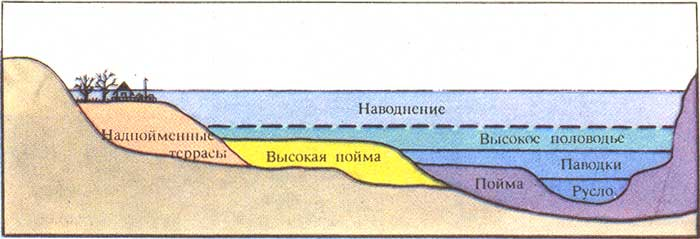 Наводнение
Высокое половодье
Надпойменные
террасы
Высокая пойма
Паводки
Пойма
Русло